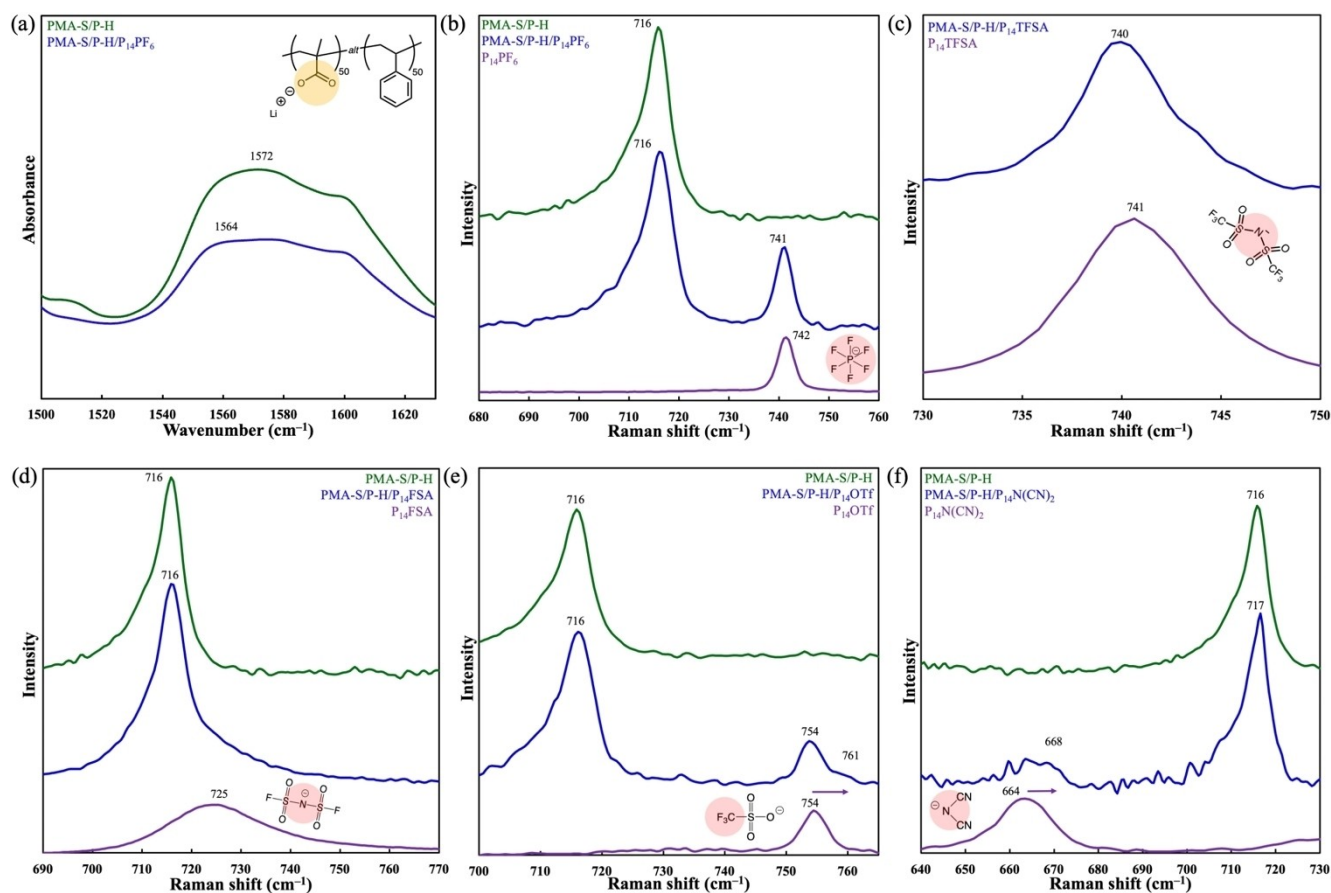 (a)
PMA-S/P-H
PMA-S/P-H/P₁₄PF₆
alt
50
50
O
O
⊖
Li
⊕
1572
1564
Absorbance
1500 1520 1540 1560 1580 1600 1620
Wavenumber (cm⁻¹)
(b)
PMA-S/P-H
PMA-S/P-H/P₁₄PF₆
P₁₄PF₆
716
716
741
742
F
F F
P ⊖
F F
F
Intensity
680 690 700 710 720 730 740 750 760
Raman shift (cm⁻¹)
(c)
PMA-S/P-H/P₁₄TFSA
P₁₄TFSA
740
741
F₃C O
S N⁻ O
O O S O
CF₃
Intensity
730 735 740 745 750
Raman shift (cm⁻¹)
(d)
PMA-S/P-H
PMA-S/P-H/P₁₄FSA
P₁₄FSA
716
716
725
O ⊖ O
F S N S F
O O
Intensity
690 700 710 720 730 740 750 760 770
Raman shift (cm⁻¹)
(e)
PMA-S/P-H
PMA-S/P-H/P₁₄OTf
P₁₄OTf
716
716
754
761
754
O
F₃C S O ⊖
O
Intensity
700 710 720 730 740 750 760
Raman shift (cm⁻¹)
(f)
PMA-S/P-H
PMA-S/P-H/P₁₄N(CN)₂
P₁₄N(CN)₂
716
717
668
664
CN
⊖ N
CN
Intensity
640 650 660 670 680 690 700 710 720 730
Raman shift (cm⁻¹)